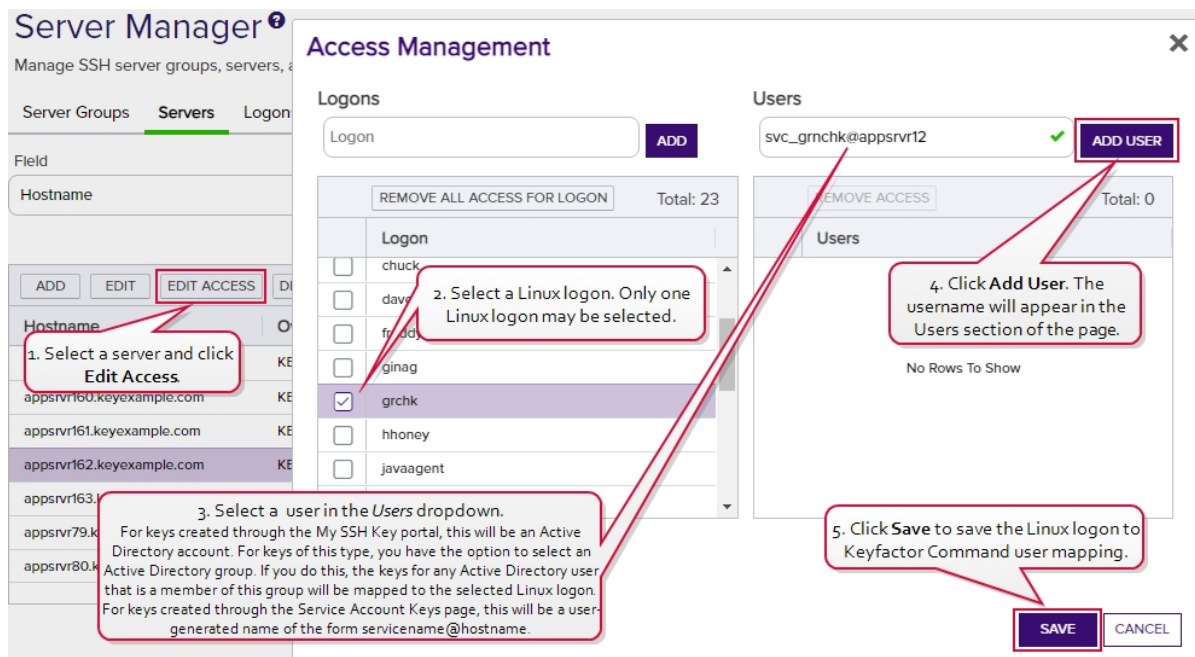 Server Manager ?
Manage SSH server groups, servers, a
Server Groups Servers Logon
Field
Hostname
ADD EDIT EDIT ACCESS
Hostname
1. Select a server and click
Edit Access.
appsrvr160.keyexample.com KE
appsrvr161.keyexample.com KE
appsrvr162.keyexample.com KE
appsrvr163.
appsrvr79.k
appsrvr80.k
Access Management
Logons
Logon ADD
REMOVE ALL ACCESS FOR LOGON Total: 23
Logon
chuck
dave
freddy
ginag
grchk
hhoney
javaagent
2. Select a Linux logon. Only one
Linux logon may be selected.
Users
svc_grnchk@appsrvr12 ADD USER
REMOVE ACCESS Total: 0
Users
4. Click Add User. The
username will appear in the
Users section of the page.
No Rows To Show
3. Select a user in the Users dropdown.
For keys created through the My SSH Key portal, this will be an Active
Directory account. For keys of this type, you have the option to select an
Active Directory group. If you do this, the keys for any Active Directory user
that is a member of this group will be mapped to the selected Linux logon.
For keys created through the Service Account Keys page, this will be a user-
generated name of the form servicename@hostname.
5. Click Save to save the Linux logon to
Keyfactor Command user mapping.
SAVE CANCEL